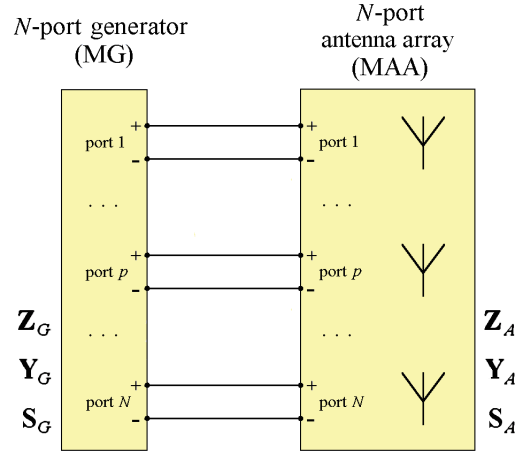 N-port generator
(MG)
N-port
antenna array
(MAA)
+ port 1 -
+ port 1 -
. . .
. . .
+ port p -
+ port p -
. . .
. . .
+ port N -
+ port N -
Z_G
Y_G
S_G
Z_A
Y_A
S_A